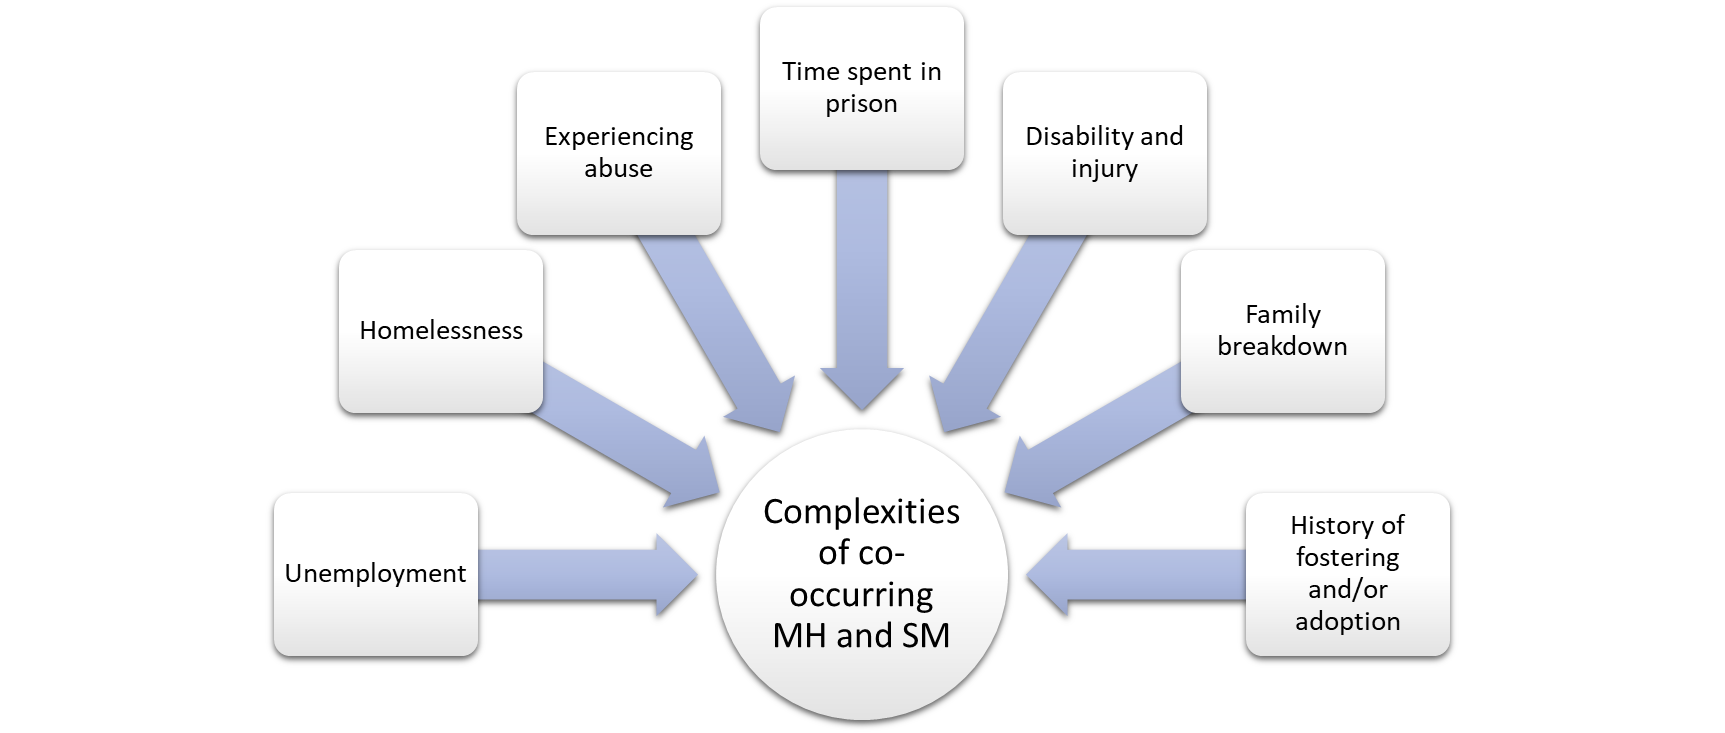 Time spent in
prison
Experiencing
abuse
Disability and
injury
Homelessness
Family
breakdown
Unemployment
Complexities
of co-
occurring
MH and SM
History of
fostering
and/or
adoption